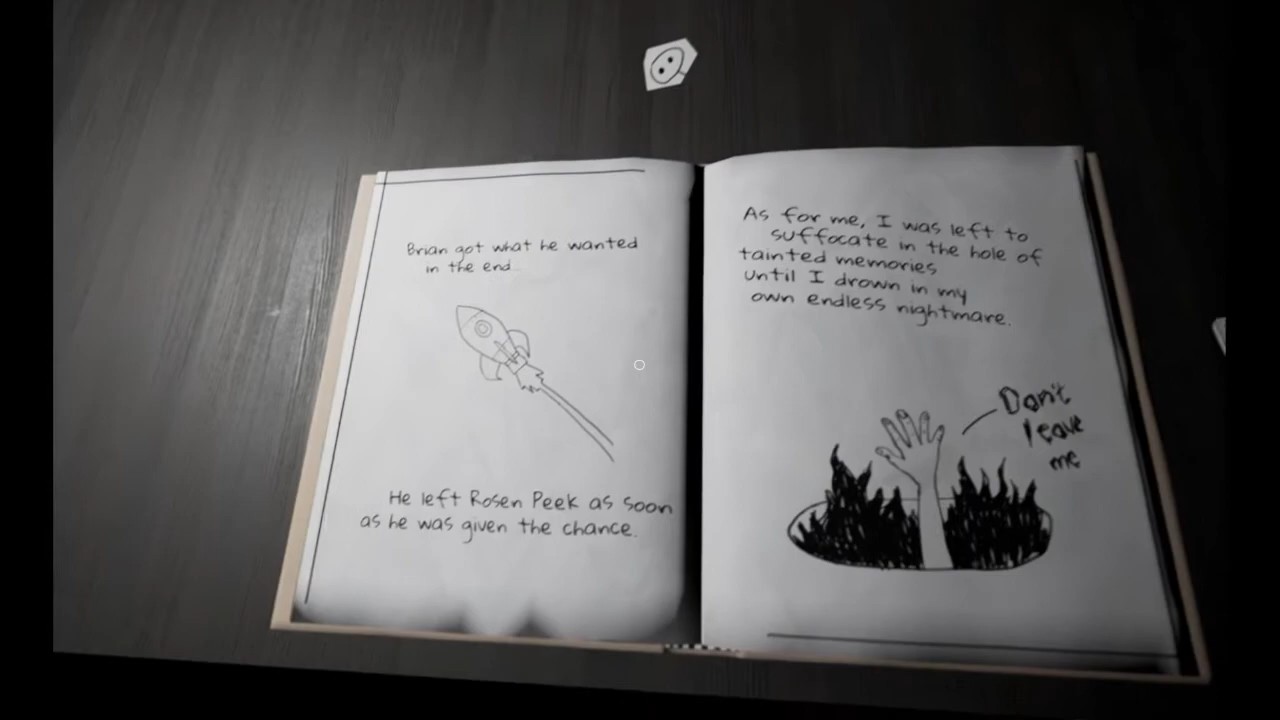 Brian got what he wanted
in the end...
He left Rosen Peek as soon
as he was given the chance.
As for me, I was left to
suffocate in the hole of
tainted memories
until I drown in my
own endless nightmare.
Don't
leave
me